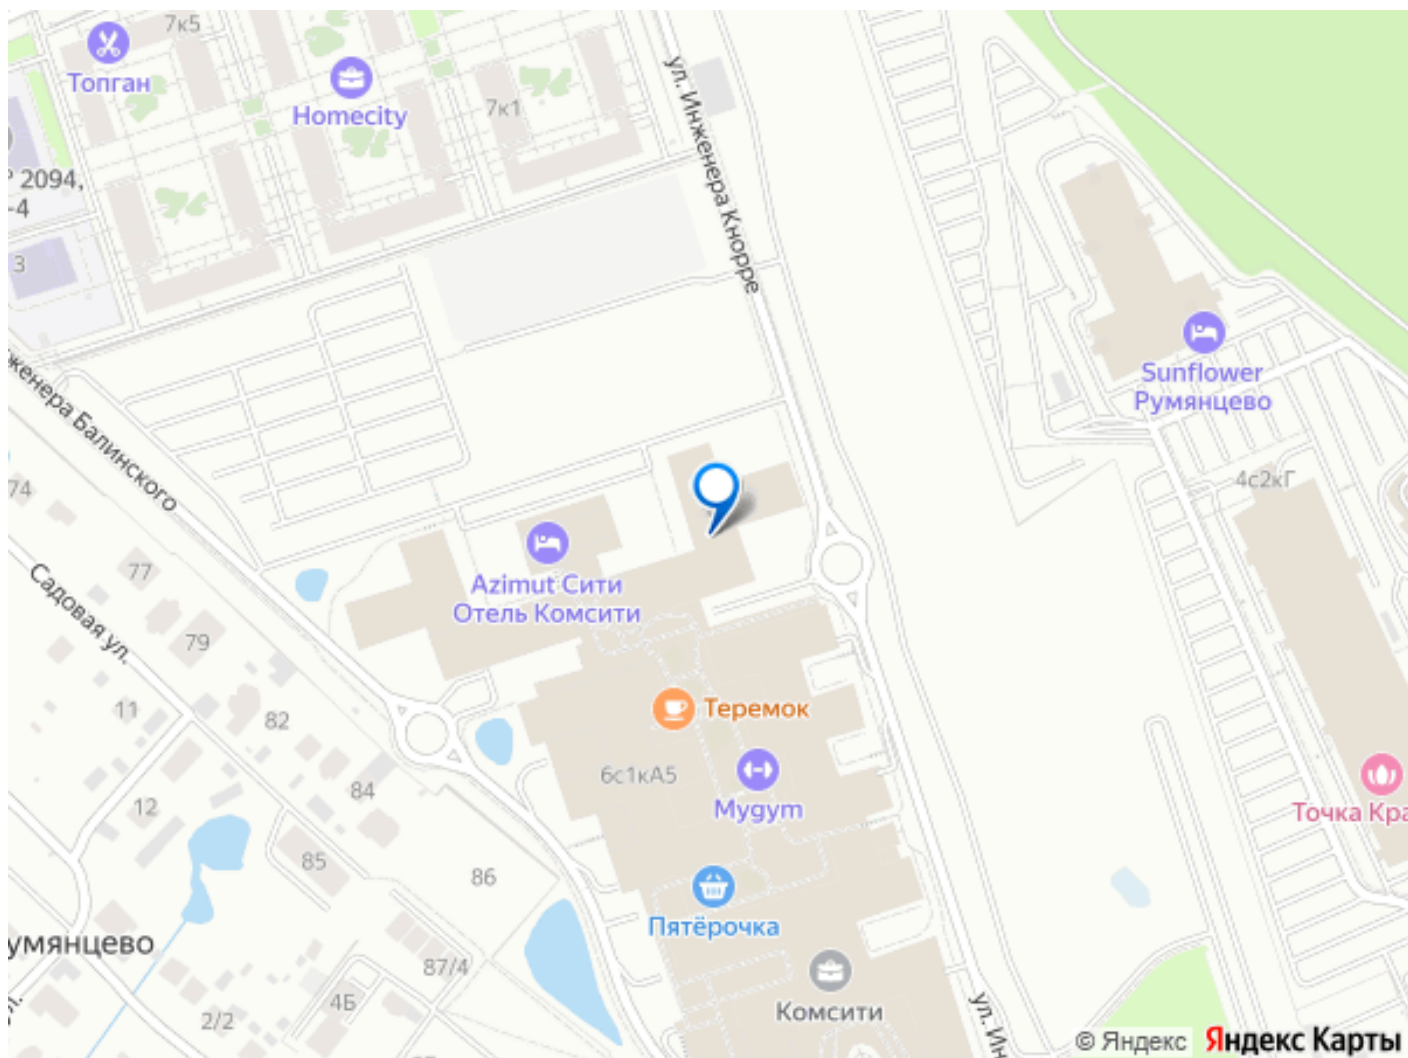 7к5
Топган
Homecity
7к1
ул. Инженера Кнорре
2094,
-4
3
Sunflower
Румянцево
женера Балинского
74
4с2кГ
Azimut Сити
Отель Комсити
77
Садовая ул.
79
11
82
Теремок
6с1кА5
Mygym
84
12
Точка Кра
85
86
Пятёрочка
умянцево
87/4
Комсити
4Б
2/2
ул. Ин
© Яндекс
Яндекс Карты